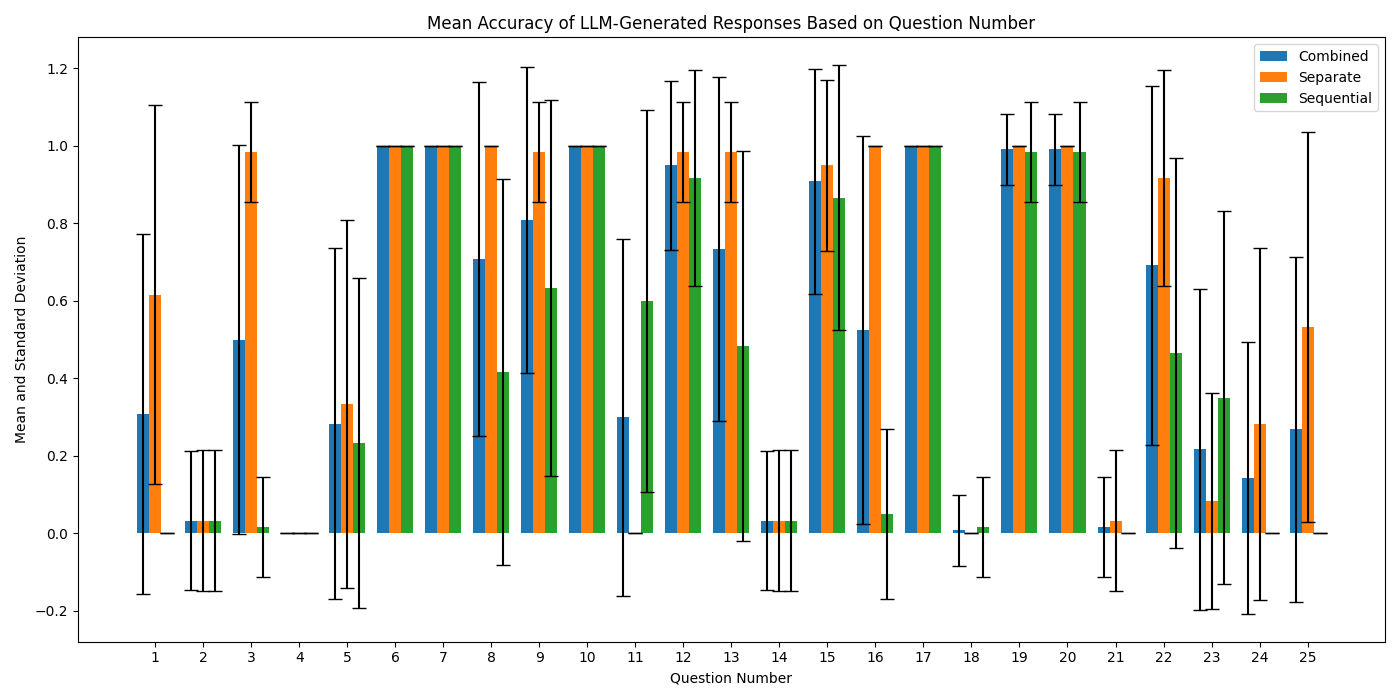 Mean Accuracy of LLM-Generated Responses Based on Question Number
Combined
Separate
Sequential
Mean and Standard Deviation
1.2
1.0
0.8
0.6
0.4
0.2
0.0
−0.2
1 2 3 4 5 6 7 8 9 10 11 12 13 14 15 16 17 18 19 20 21 22 23 24 25
Question Number